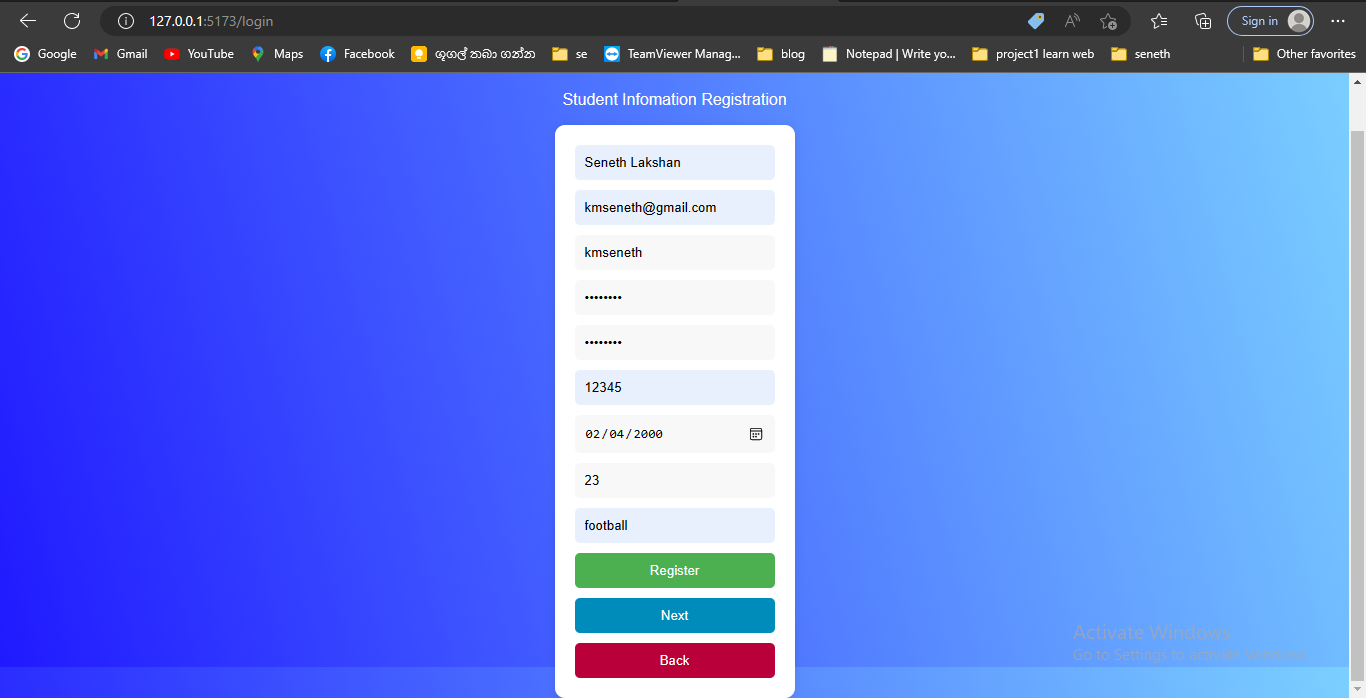 127.0.0.1:5173/login
Sign in
Google Gmail YouTube Maps Facebook ගූගල් තබා ගන්න se TeamViewer Manag... blog Notepad | Write yo... project1 learn web seneth Other favorites
Student Infomation Registration
Seneth Lakshan
kmseneth@gmail.com
kmseneth
••••••••
••••••••
12345
02/04/2000
23
football
Register
Next
Back
Activate Windows
Go to Settings to activate Windows.